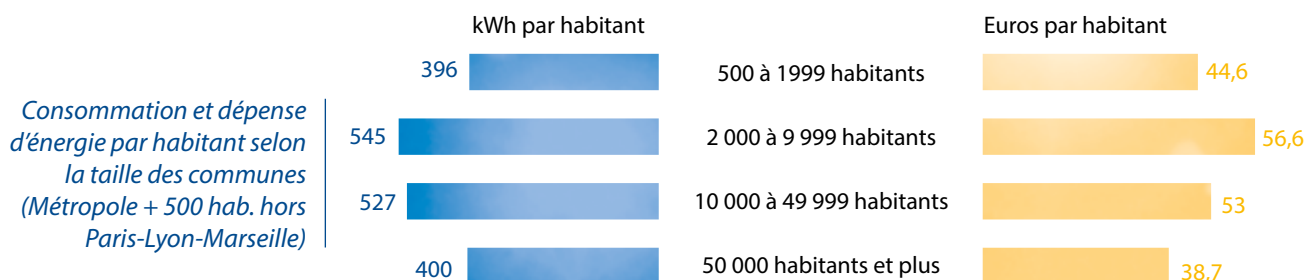 kWh par habitant
Euros par habitant
396
500 à 1999 habitants
44,6
Consommation et dépense
d'énergie par habitant selon
la taille des communes
(Métropole + 500 hab. hors
Paris-Lyon-Marseille)
545
2 000 à 9 999 habitants
56,6
527
10 000 à 49 999 habitants
53
400
50 000 habitants et plus
38,7